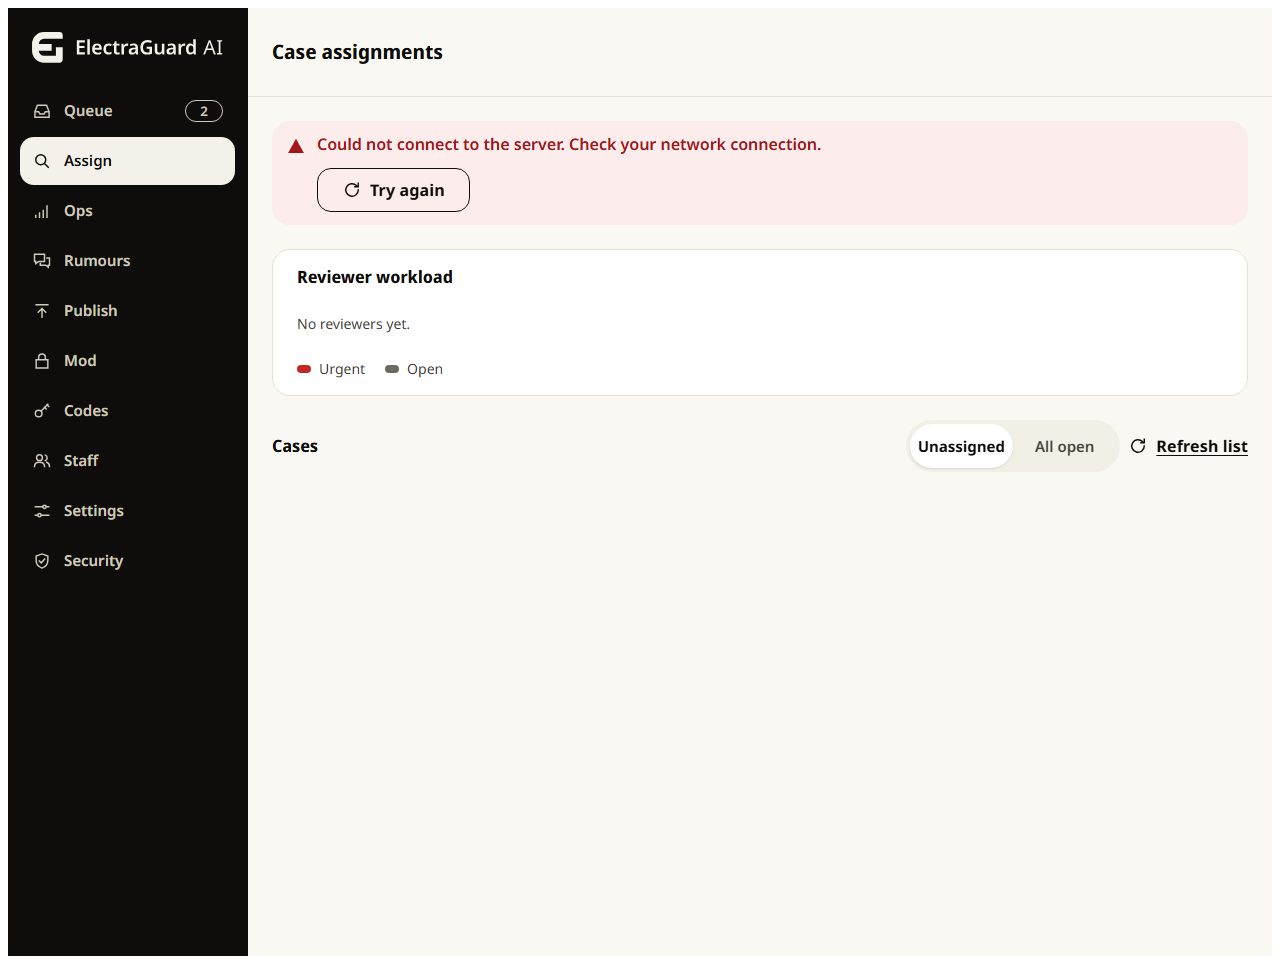 ElectraGuard AI
Queue 2
Assign
Ops
Rumours
Publish
Mod
Codes
Staff
Settings
Security
Case assignments
Could not connect to the server. Check your network connection.
Try again
Reviewer workload
No reviewers yet.
Urgent Open
Cases Unassigned All open Refresh list